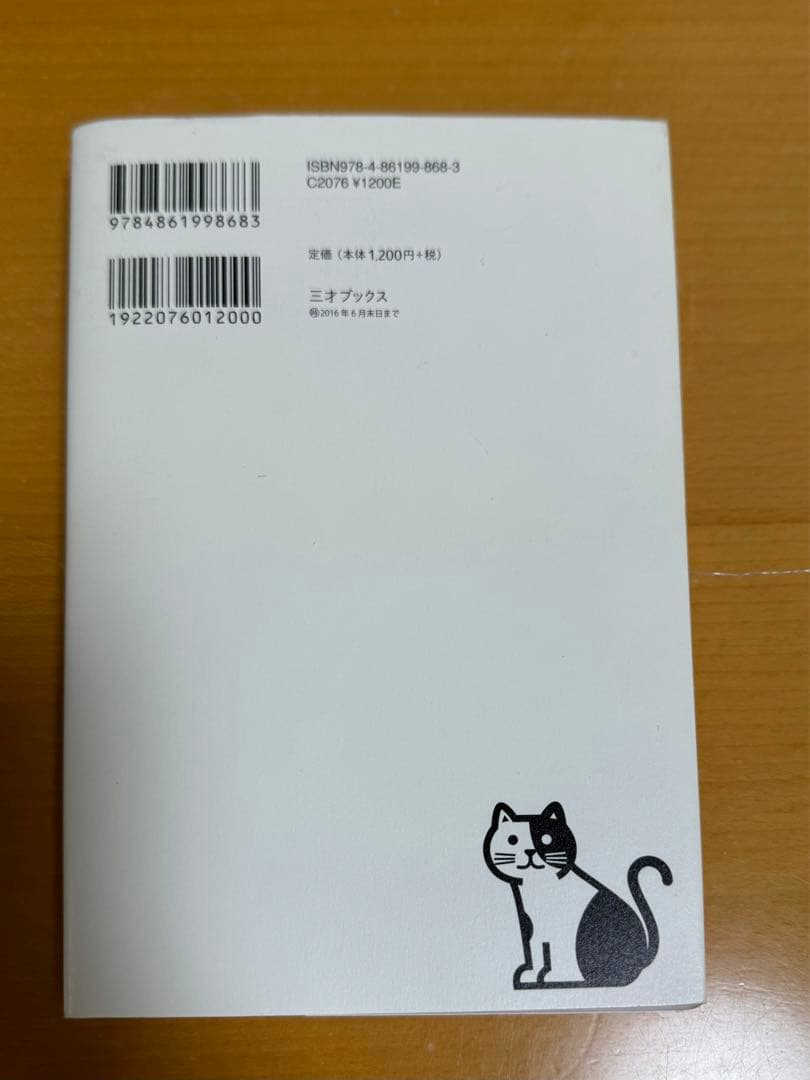 9784861998683
ISBN978-4-86199-868-3
C2076 ¥1200E
定価（本体1,200円+税）
1922076012000
三才ブックス
㊕2016年6月末日まで